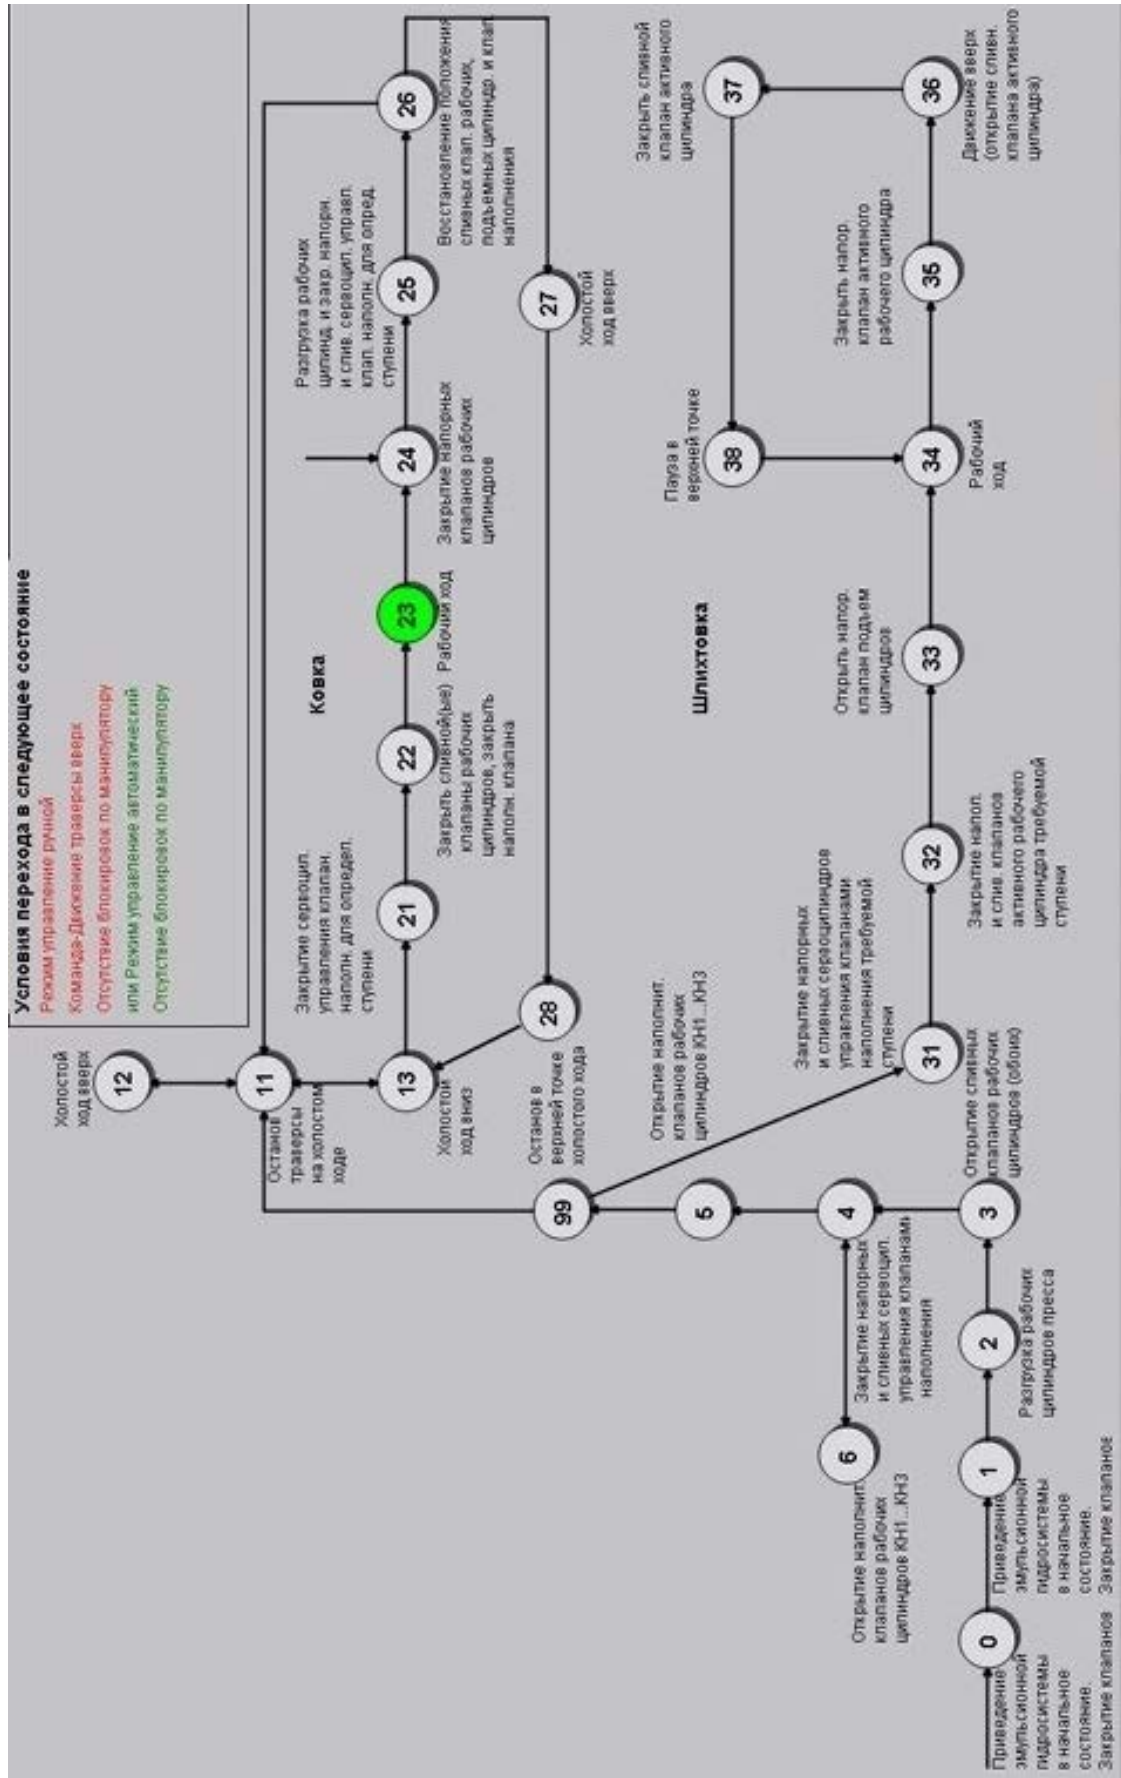 Условия перехода в следующее состояние
Режим управление ручной
Команда-Движение траверсы вверх
Отсутствие блокировок по манипулятору
или Режим управление автоматический
Отсутствие блокировок по манипулятору
Холостой
ход вверх
12
11
Останов
траверсы
на холостом
ходе
13
Холостой
ход вниз
Ковка
Закрытие сервоцил.
управления клапан.
наполн. для определ.
ступени
21
22
Закрыть сливной(ые)
клапаны рабочих
цилиндров, закрыть
наполн. клапана
23
Рабочий ход
24
Закрытие напорных
клапанов рабочих
цилиндров
Разгрузка рабочих
цилинд. и закр. напорн.
и слив. сервоцил. управл.
клап. наполн. для опред.
ступени
25
26
Восстановление положения
сливных клап. рабочих,
подъемных цилиндр. и клап.
наполнения
27
Холостой
ход вверх
28
Останов в
верхней точке
холостого хода
99
Открытие наполнит.
клапанов рабочих
цилиндров КН1...КН3
5
4
Закрытие напорных
и сливных сервоцил.
управления клапанами
наполнения
6
Открытие наполнит.
клапанов рабочих
цилиндров КН1...КН3
Шлихтовка
Закрытие напорных
и сливных сервоцилиндров
управления клапанами
наполнения требуемой
ступени
31
32
Закрытие напол.
и слив. клапанов
активного рабочего
цилиндра требуемой
ступени
Открыть напор.
клапан подъем
цилиндров
33
34
Рабочий
ход
Закрыть напор.
клапан активного
рабочего цилиндра
35
36
Движение вверх
(открытие сливн.
клапана активного
цилиндра)
Закрыть сливной
клапан активного
цилиндра
37
Пауза в
верхней точке
38
0
Приведение
эмульсионной
гидросистемы
в начальное
состояние.
Закрытие клапанов
1
Приведение
эмульсионной
гидросистемы
в начальное
состояние.
Закрытие клапанов
2
Разгрузка рабочих
цилиндров пресса
3
Открытие сливных
клапанов рабочих
цилиндров (обоих)